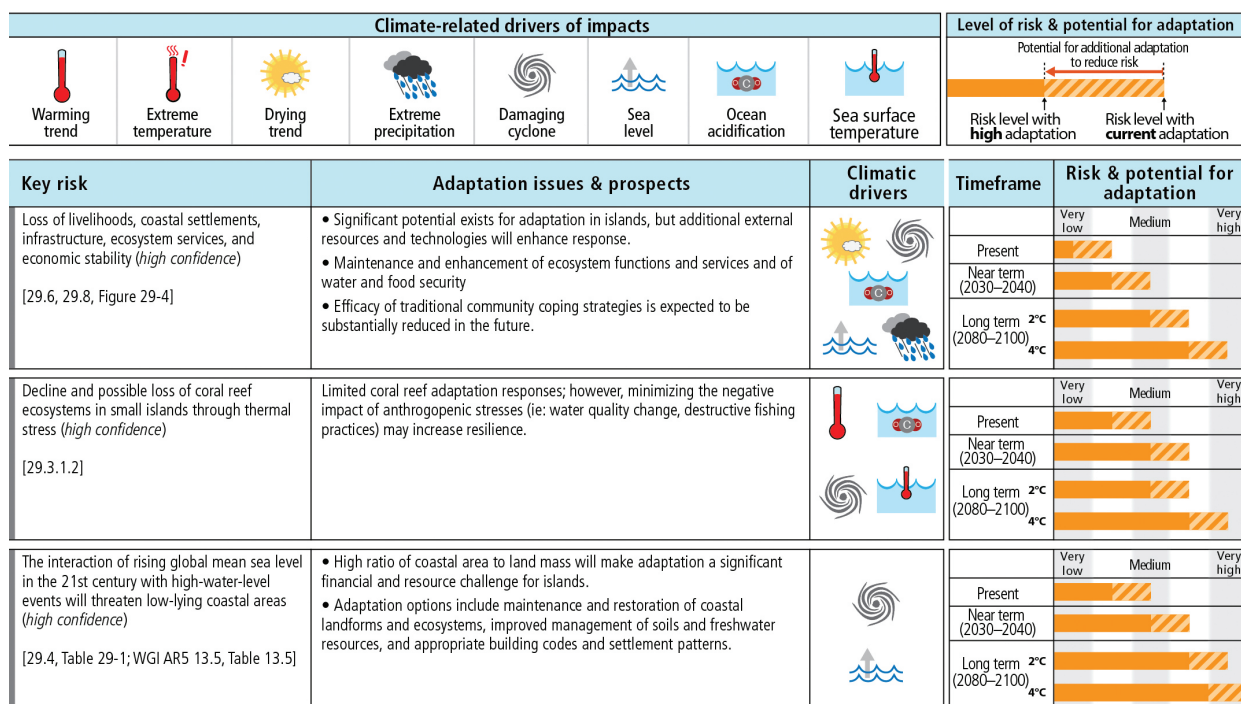 Climate-related drivers of impacts
Warming
trend
Extreme
temperature
Drying
trend
Extreme
precipitation
Damaging
cyclone
Sea
level
C
Ocean
acidification
Sea surface
temperature
Level of risk & potential for adaptation
Potential for additional adaptation
to reduce risk
Risk level with
high adaptation
Risk level with
current adaptation
Key risk
Adaptation issues & prospects
Climatic
drivers
Timeframe
Risk & potential for
adaptation
Loss of livelihoods, coastal settlements,
infrastructure, ecosystem services, and
economic stability (high confidence)
[29.6, 29.8, Figure 29-4]
• Significant potential exists for adaptation in islands, but additional external
resources and technologies will enhance response.
• Maintenance and enhancement of ecosystem functions and services and of
water and food security
• Efficacy of traditional community coping strategies is expected to be
substantially reduced in the future.
C
Very
low
Medium
Very
high
Present
Near term
(2030–2040)
Long term 2°C
(2080–2100)
4°C
Decline and possible loss of coral reef
ecosystems in small islands through thermal
stress (high confidence)
[29.3.1.2]
Limited coral reef adaptation responses; however, minimizing the negative
impact of anthropogenic stresses (ie: water quality change, destructive fishing
practices) may increase resilience.
C
Very
low
Medium
Very
high
Present
Near term
(2030–2040)
Long term 2°C
(2080–2100)
4°C
The interaction of rising global mean sea level
in the 21st century with high-water-level
events will threaten low-lying coastal areas
(high confidence)
[29.4, Table 29-1; WGI AR5 13.5, Table 13.5]
• High ratio of coastal area to land mass will make adaptation a significant
financial and resource challenge for islands.
• Adaptation options include maintenance and restoration of coastal
landforms and ecosystems, improved management of soils and freshwater
resources, and appropriate building codes and settlement patterns.
Very
low
Medium
Very
high
Present
Near term
(2030–2040)
Long term 2°C
(2080–2100)
4°C